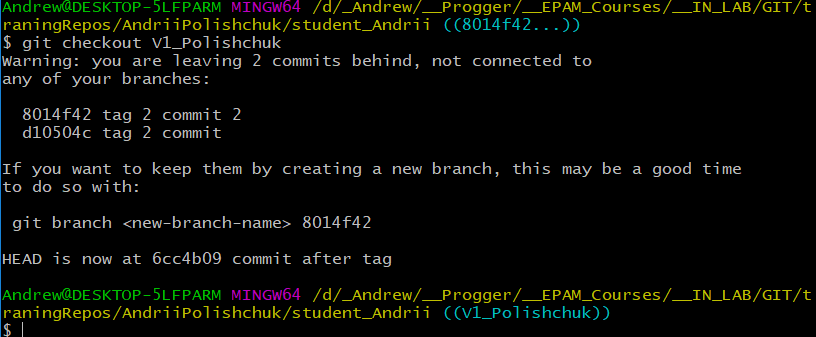 Andrew@DESKTOP-5LFPARM MINGW64 /d/_Andrew/__Progger/__EPAM_Courses/__IN_LAB/GIT/t
raningRepos/AndriiPolishchuk/student_Andrii ((8014f42...))
$ git checkout V1_Polishchuk
Warning: you are leaving 2 commits behind, not connected to
any of your branches:
8014f42 tag 2 commit 2
d10504c tag 2 commit
If you want to keep them by creating a new branch, this may be a good time
to do so with:
git branch <new-branch-name> 8014f42
HEAD is now at 6cc4b09 commit after tag
Andrew@DESKTOP-5LFPARM MINGW64 /d/_Andrew/__Progger/__EPAM_Courses/__IN_LAB/GIT/t
raningRepos/AndriiPolishchuk/student_Andrii ((V1_Polishchuk))
$